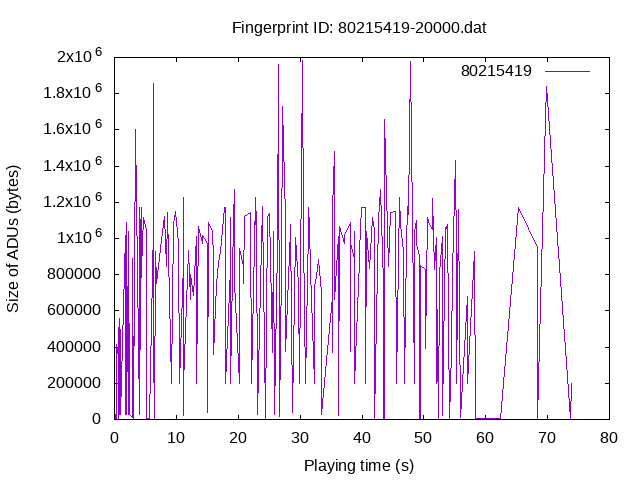 Fingerprint ID: 80215419-20000.dat
80215419
Size of ADUs (bytes)
2x10^6
1.8x10^6
1.6x10^6
1.4x10^6
1.2x10^6
1x10^6
800000
600000
400000
200000
0
0 10 20 30 40 50 60 70 80
Playing time (s)